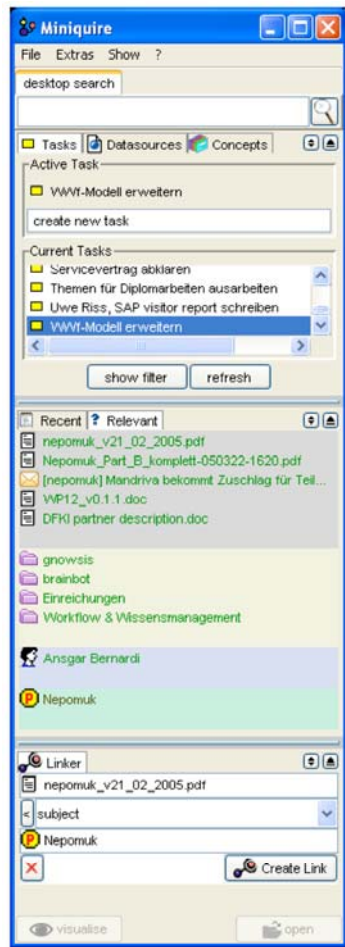 Miniquire
File Extras Show ?
desktop search
Tasks Datasources Concepts
Active Task
VWVf-Modell erweitern
create new task
Current Tasks
Servicevertrag abklären
Themen für Diplomarbeiten ausarbeiten
Uwe Riss, SAP visitor report schreiben
VWVf-Modell erweitern
show filter refresh
Recent ? Relevant
nepomuk_v21_02_2005.pdf
Nepomuk_Part_B_komplett-050322-1620.pdf
[nepomuk] Mandriva bekommt Zuschlag für Teil...
WP12_v0.1.1.doc
DFKI partner description.doc
gnowsis
brainbot
Einreichungen
Workflow & Wissensmanagement
Ansgar Bernardi
P Nepomuk
Linker
nepomuk_v21_02_2005.pdf
< subject
P Nepomuk
Create Link
visualise open